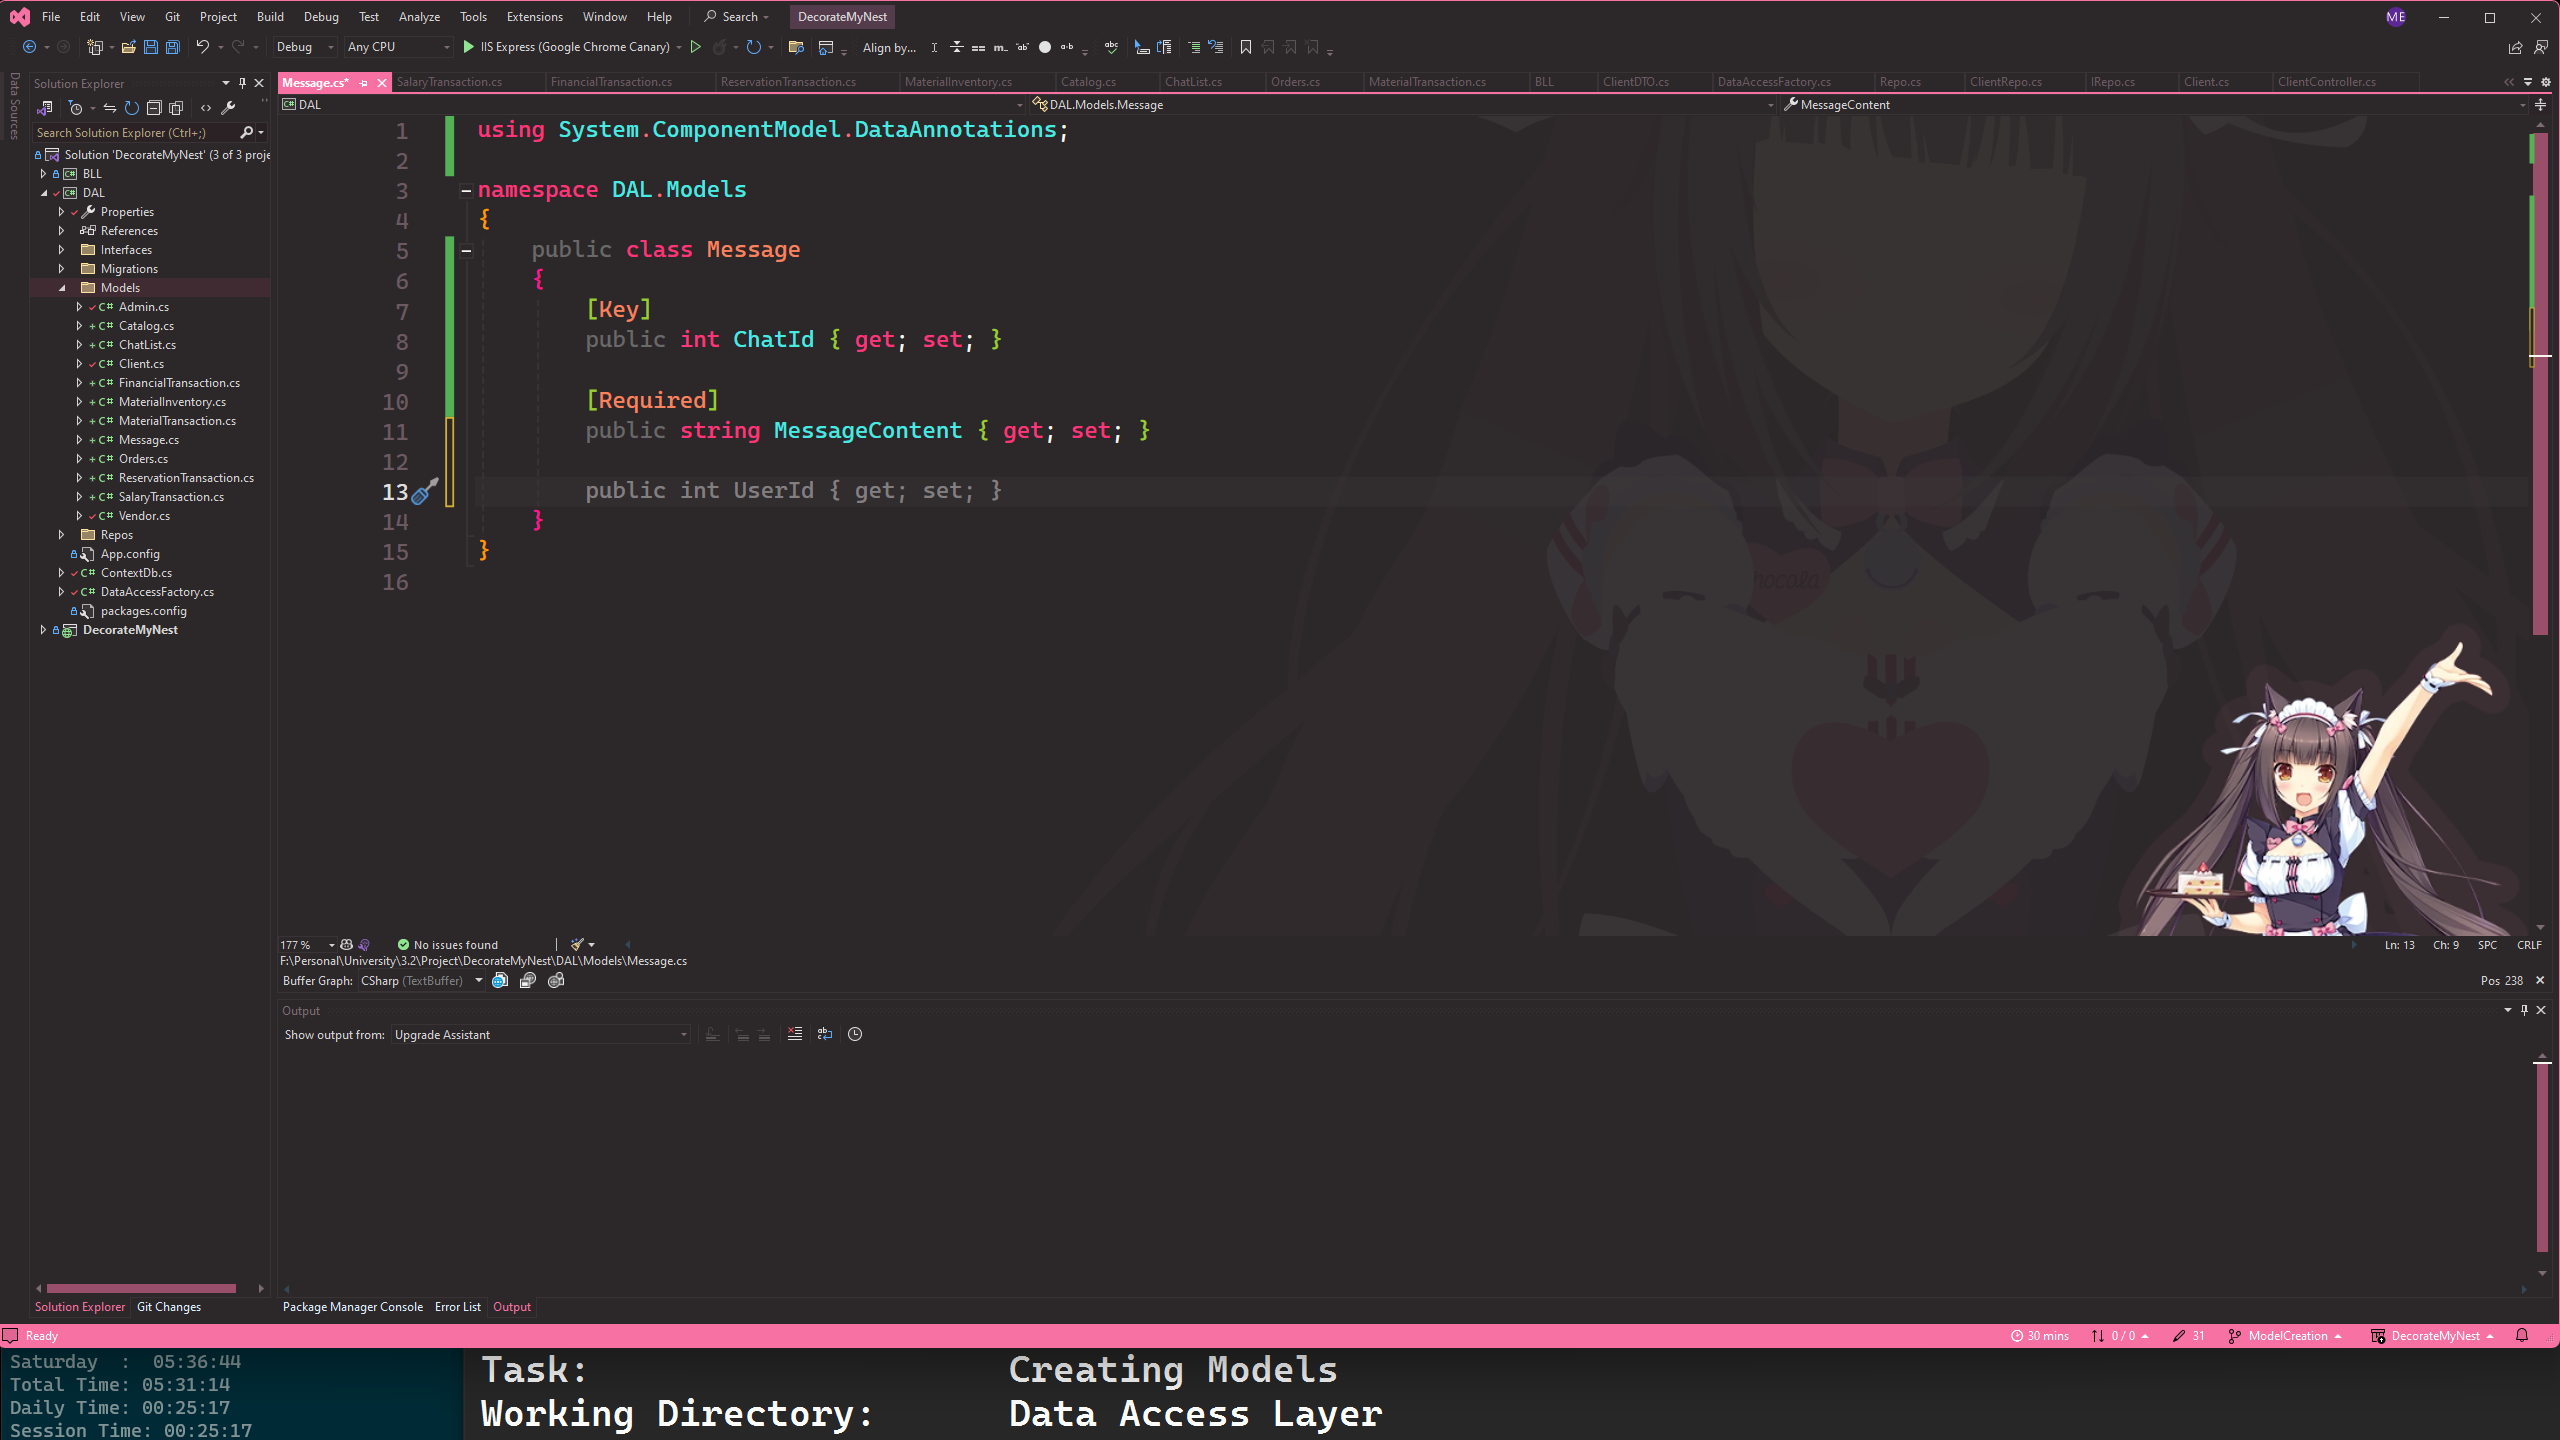 File Edit View Git Project Build Debug Test Analyze Tools Extensions Window Help Search DecorateMyNest ME
Debug Any CPU IIS Express (Google Chrome Canary) Align by...
Data Sources
Solution Explorer
Search Solution Explorer (Ctrl+;)
Solution 'DecorateMyNest' (3 of 3 proje
BLL
DAL
Properties
References
Interfaces
Migrations
Models
C# Admin.cs
C# Catalog.cs
C# ChatList.cs
C# Client.cs
C# FinancialTransaction.cs
C# MaterialInventory.cs
C# MaterialTransaction.cs
C# Message.cs
C# Orders.cs
C# ReservationTransaction.cs
C# SalaryTransaction.cs
C# Vendor.cs
Repos
App.config
C# ContextDb.cs
C# DataAccessFactory.cs
packages.config
DecorateMyNest
Solution Explorer Git Changes
Message.cs* SalaryTransaction.cs FinancialTransaction.cs ReservationTransaction.cs MaterialInventory.cs Catalog.cs ChatList.cs Orders.cs MaterialTransaction.cs BLL ClientDTO.cs DataAccessFactory.cs Repo.cs ClientRepo.cs IRepo.cs Client.cs ClientController.cs
DAL DAL.Models.Message MessageContent
1 using System.ComponentModel.DataAnnotations;
2
3 namespace DAL.Models
4 {
5 public class Message
6 {
7 [Key]
8 public int ChatId { get; set; }
9
10 [Required]
11 public string MessageContent { get; set; }
12
13 public int UserId { get; set; }
14 }
15 }
16
177 % No issues found Ln: 13 Ch: 9 SPC CRLF
F:\Personal\University\3.2\Project\DecorateMyNest\DAL\Models\Message.cs
Buffer Graph: CSharp (TextBuffer) Pos 238
Output
Show output from: Upgrade Assistant
Package Manager Console Error List Output
Ready 30 mins 0 / 0 31 ModelCreation DecorateMyNest
Saturday : 05:36:44
Total Time: 05:31:14
Daily Time: 00:25:17
Session Time: 00:25:17
Task: Creating Models
Working Directory: Data Access Layer